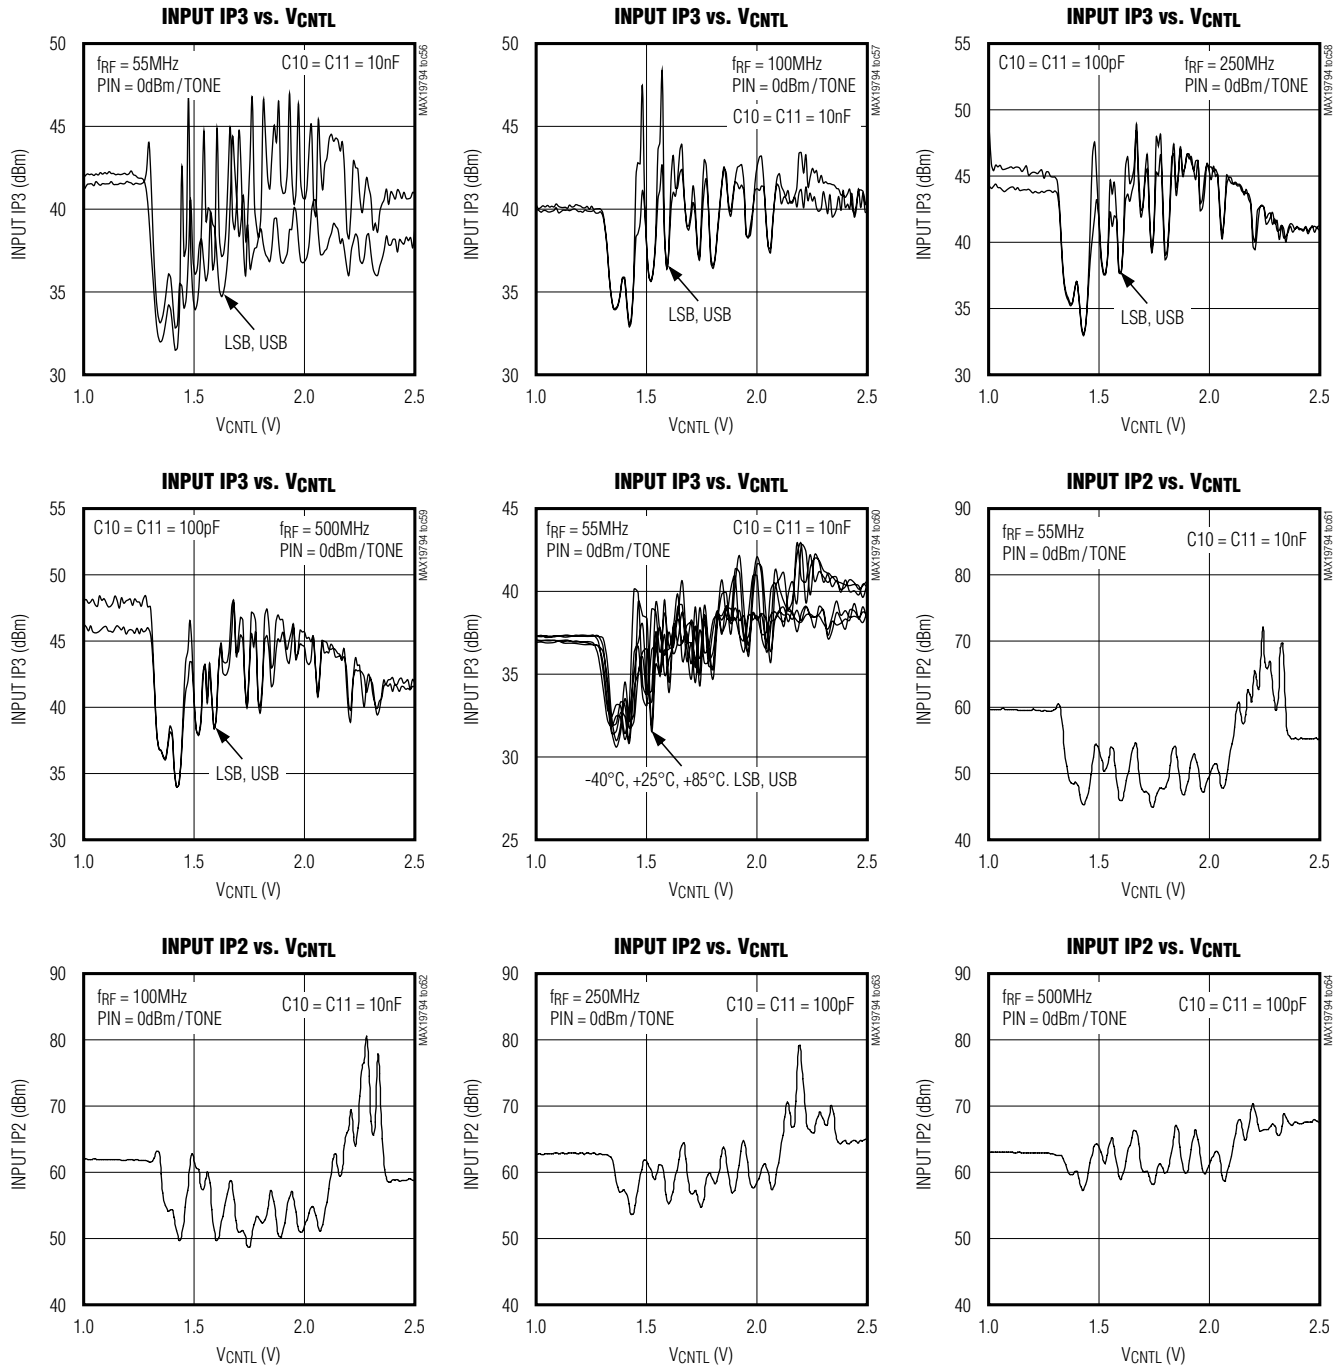 INPUT IP3 vs. VCNTL
fRF = 55MHz
PIN = 0dBm/TONE
C10 = C11 = 10nF
MAX19794 toc56
INPUT IP3 (dBm)
50
45
40
35
30
LSB, USB
1.0 1.5 2.0 2.5
VCNTL (V)
INPUT IP3 vs. VCNTL
fRF = 100MHz
PIN = 0dBm/TONE
C10 = C11 = 10nF
MAX19794 toc57
INPUT IP3 (dBm)
50
45
40
35
30
LSB, USB
1.0 1.5 2.0 2.5
VCNTL (V)
INPUT IP3 vs. VCNTL
C10 = C11 = 100pF
fRF = 250MHz
PIN = 0dBm/TONE
MAX19794 toc58
INPUT IP3 (dBm)
55
50
45
40
35
30
LSB, USB
1.0 1.5 2.0 2.5
VCNTL (V)
INPUT IP3 vs. VCNTL
C10 = C11 = 100pF
fRF = 500MHz
PIN = 0dBm/TONE
MAX19794 toc59
INPUT IP3 (dBm)
55
50
45
40
35
30
LSB, USB
1.0 1.5 2.0 2.5
VCNTL (V)
INPUT IP3 vs. VCNTL
fRF = 55MHz
PIN = 0dBm/TONE
C10 = C11 = 10nF
MAX19794 toc60
INPUT IP3 (dBm)
45
40
35
30
25
-40°C, +25°C, +85°C. LSB, USB
1.0 1.5 2.0 2.5
VCNTL (V)
INPUT IP2 vs. VCNTL
fRF = 55MHz
PIN = 0dBm/TONE
C10 = C11 = 10nF
MAX19794 toc61
INPUT IP2 (dBm)
90
80
70
60
50
40
1.0 1.5 2.0 2.5
VCNTL (V)
INPUT IP2 vs. VCNTL
fRF = 100MHz
PIN = 0dBm/TONE
C10 = C11 = 10nF
MAX19794 toc62
INPUT IP2 (dBm)
90
80
70
60
50
40
1.0 1.5 2.0 2.5
VCNTL (V)
INPUT IP2 vs. VCNTL
fRF = 250MHz
PIN = 0dBm/TONE
C10 = C11 = 100pF
MAX19794 toc63
INPUT IP2 (dBm)
90
80
70
60
50
40
1.0 1.5 2.0 2.5
VCNTL (V)
INPUT IP2 vs. VCNTL
fRF = 500MHz
PIN = 0dBm/TONE
C10 = C11 = 100pF
MAX19794 toc64
INPUT IP2 (dBm)
90
80
70
60
50
40
1.0 1.5 2.0 2.5
VCNTL (V)